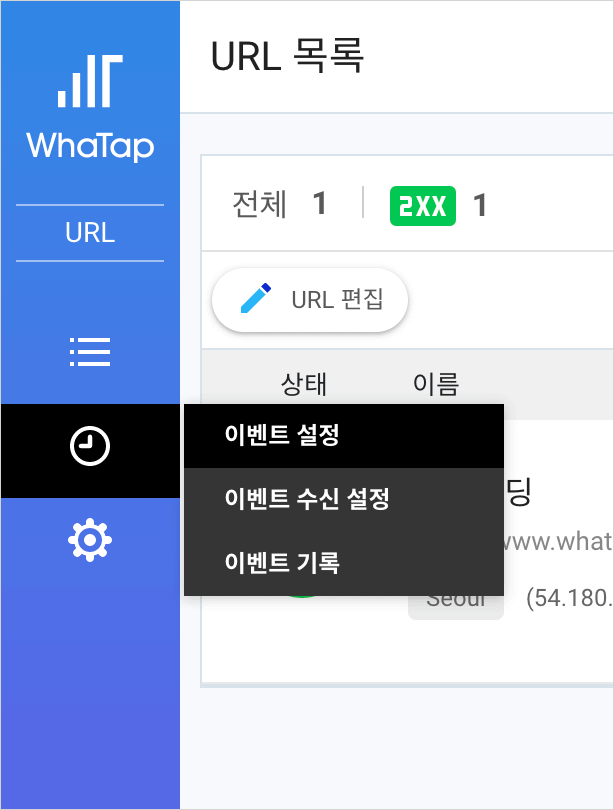 WhaTap
URL
URL 목록
전체 1 2XX 1
URL 편집
상태 이름
이벤트 설정
이벤트 수신 설정
이벤트 기록
딩
www.what
Seoul (54.180.